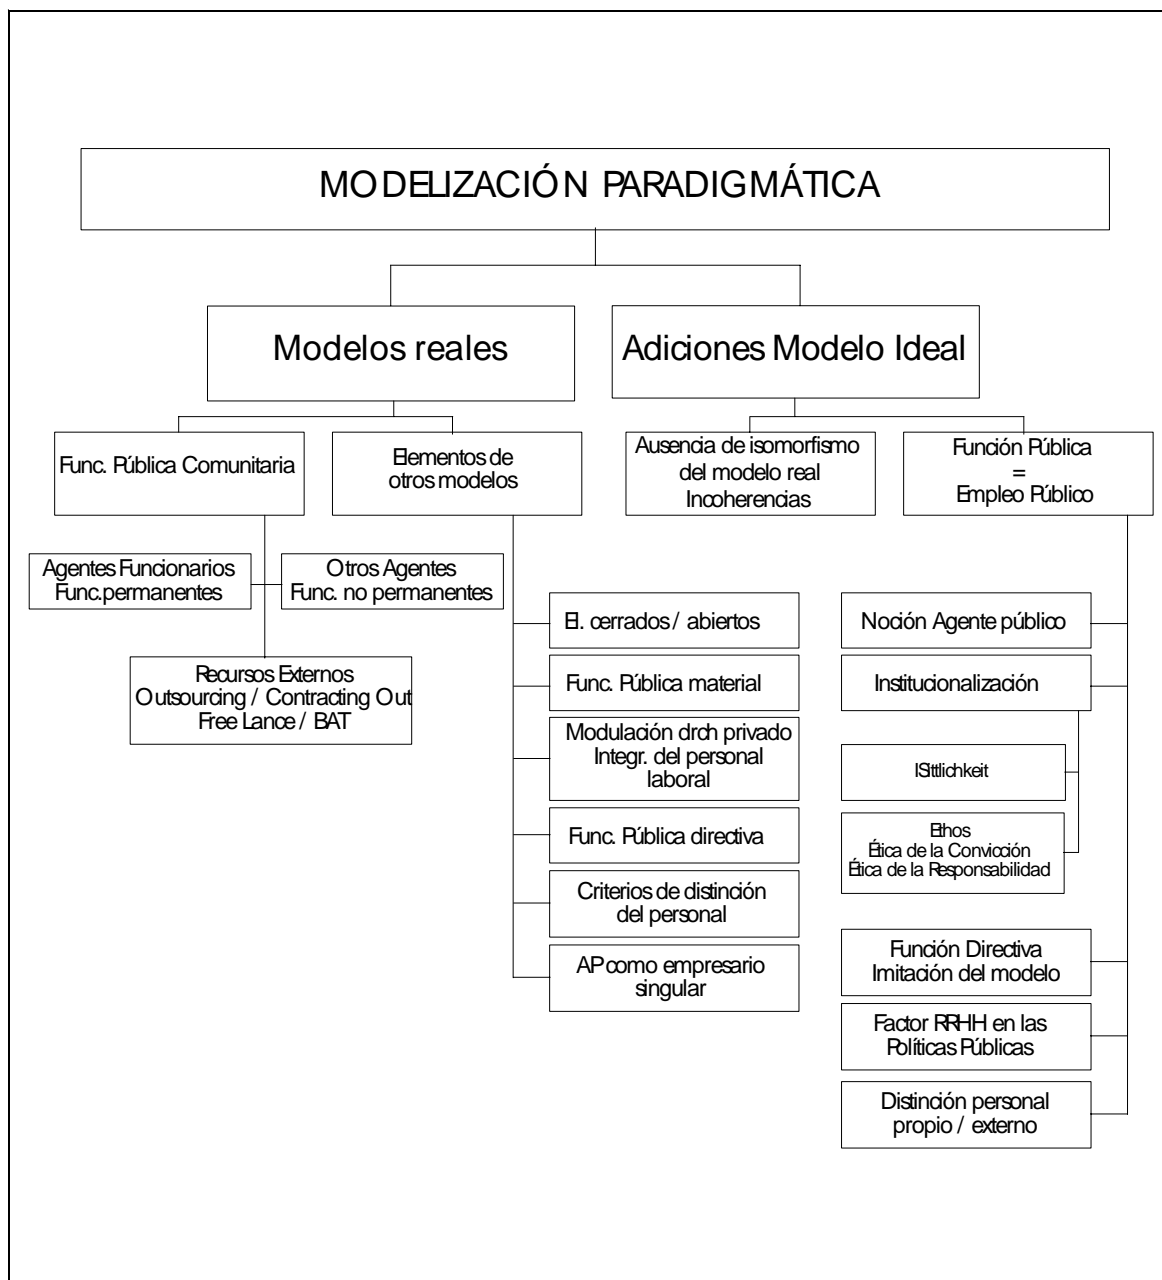 MODELIZACIÓN PARADIGMÁTICA
Modelos reales
Adiciones Modelo Ideal
Func. Pública Comunitaria
Elementos de
otros modelos
Ausencia de isomorfismo
del modelo real
Incoherencias
Función Pública
=
Empleo Público
Agentes Funcionarios
Func.permanentes
Otros Agentes
Func. no permanentes
Recursos Externos
Outsourcing / Contracting Out
Free Lance / BAT
El. cerrados / abiertos
Func. Pública material
Modulación drch privado
Integr. del personal
laboral
Func. Pública directiva
Criterios de distinción
del personal
AP como empresario
singular
Noción Agente público
Institucionalización
lSittlichkeit
Ethos
Ética de la Convicción
Ética de la Responsabilidad
Función Directiva
Imitación del modelo
Factor RRHH en las
Políticas Públicas
Distinción personal
propio / externo